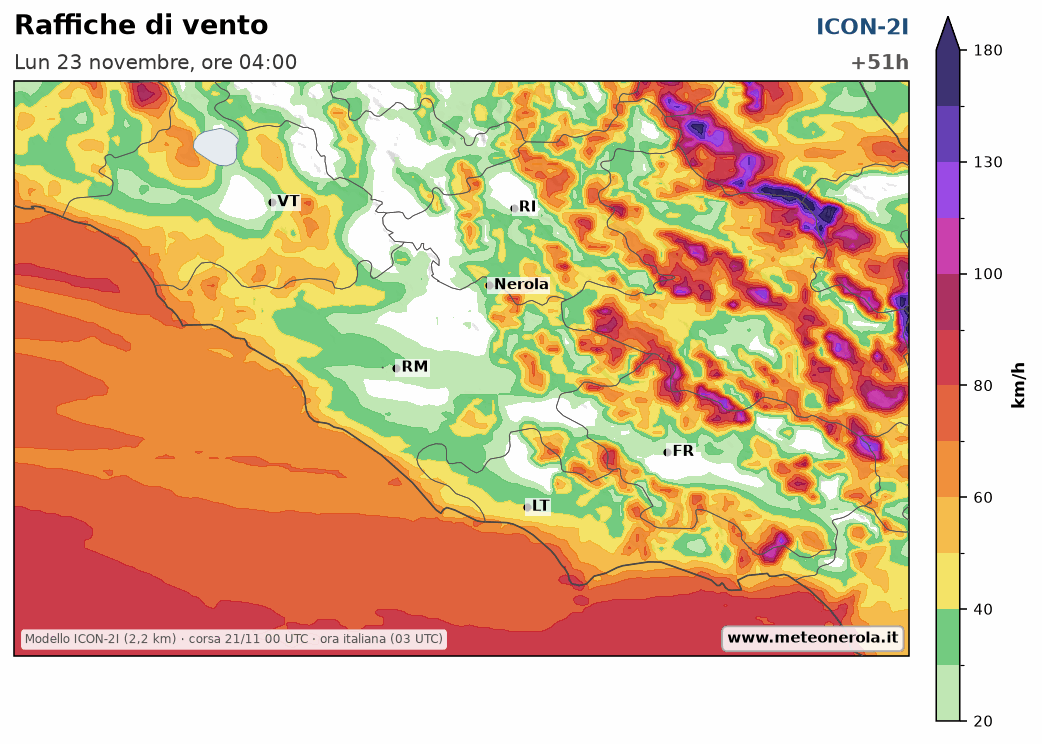 Raffiche di vento
ICON-2I
Lun 23 novembre, ore 04:00
+51h
180
130
100
80
60
40
20
km/h
VT
RI
Nerola
RM
FR
LT
Modello ICON-2I (2,2 km) · corsa 21/11 00 UTC · ora italiana (03 UTC)
www.meteonerola.it